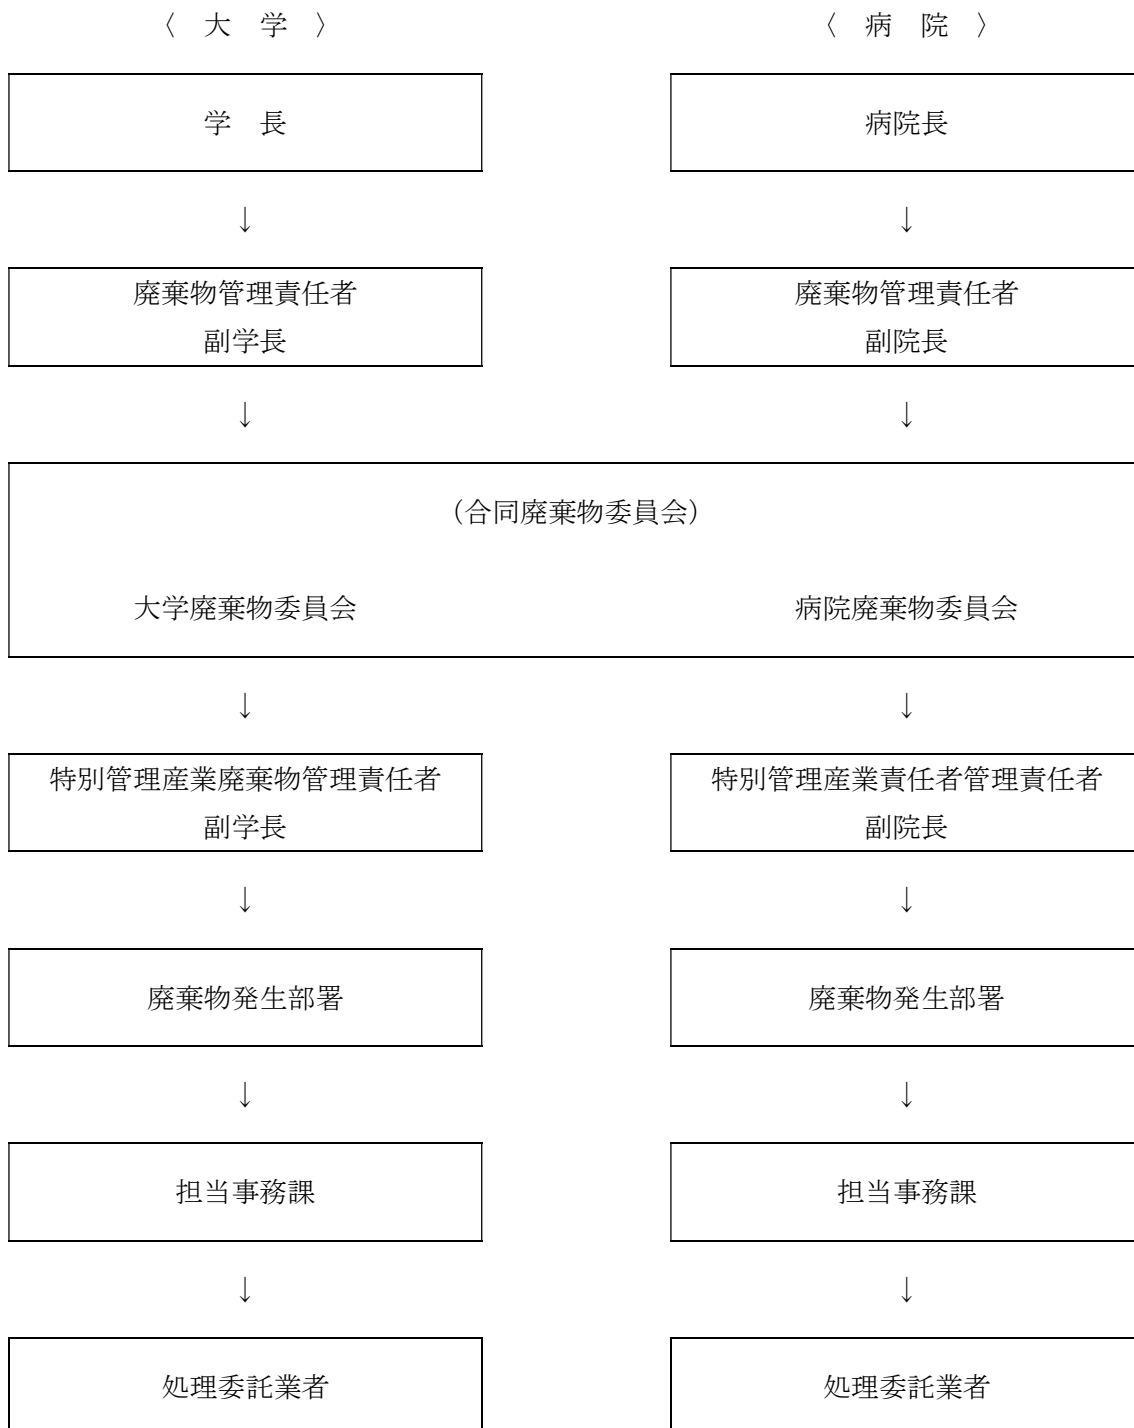 〈 大 学 〉 〈 病 院 〉
学 長 病院長
↓ ↓
廃棄物管理責任者 廃棄物管理責任者
副学長 副院長
↓ ↓
(合同廃棄物委員会)
大学廃棄物委員会 病院廃棄物委員会
↓ ↓
特別管理産業廃棄物管理責任者 特別管理産業責任者管理責任者
副学長 副院長
↓ ↓
廃棄物発生部署 廃棄物発生部署
↓ ↓
担当事務課 担当事務課
↓ ↓
処理委託業者 処理委託業者